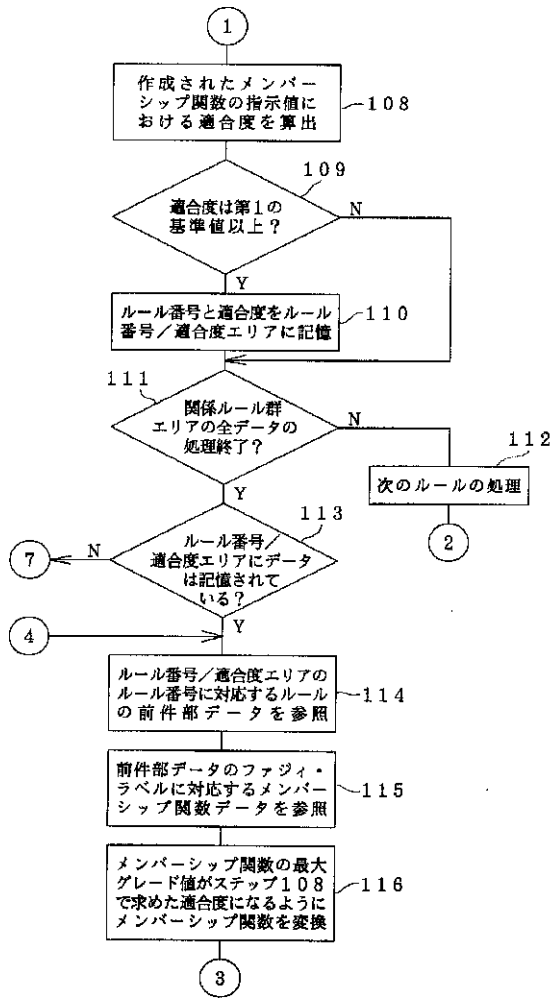 1
作成されたメンバー
シップ関数の指示値に
おける適合度を算出
108
109
適合度は第1の
基準値以上?
N
Y
ルール番号と適合度をルール
番号/適合度エリアに記憶
110
111
関係ルール群
エリアの全データの
処理終了?
N
112
次のルールの処理
2
Y
113
ルール番号/
適合度エリアにデータ
は記憶されて
いる?
N
7
Y
4
ルール番号/適合度エリアの
ルール番号に対応するルール
の前件部データを参照
114
前件部データのファジィ・
ラベルに対応するメンバー
シップ関数データを参照
115
メンバーシップ関数の最大
グレード値がステップ108
で求めた適合度になるように
メンバーシップ関数を変換
116
3